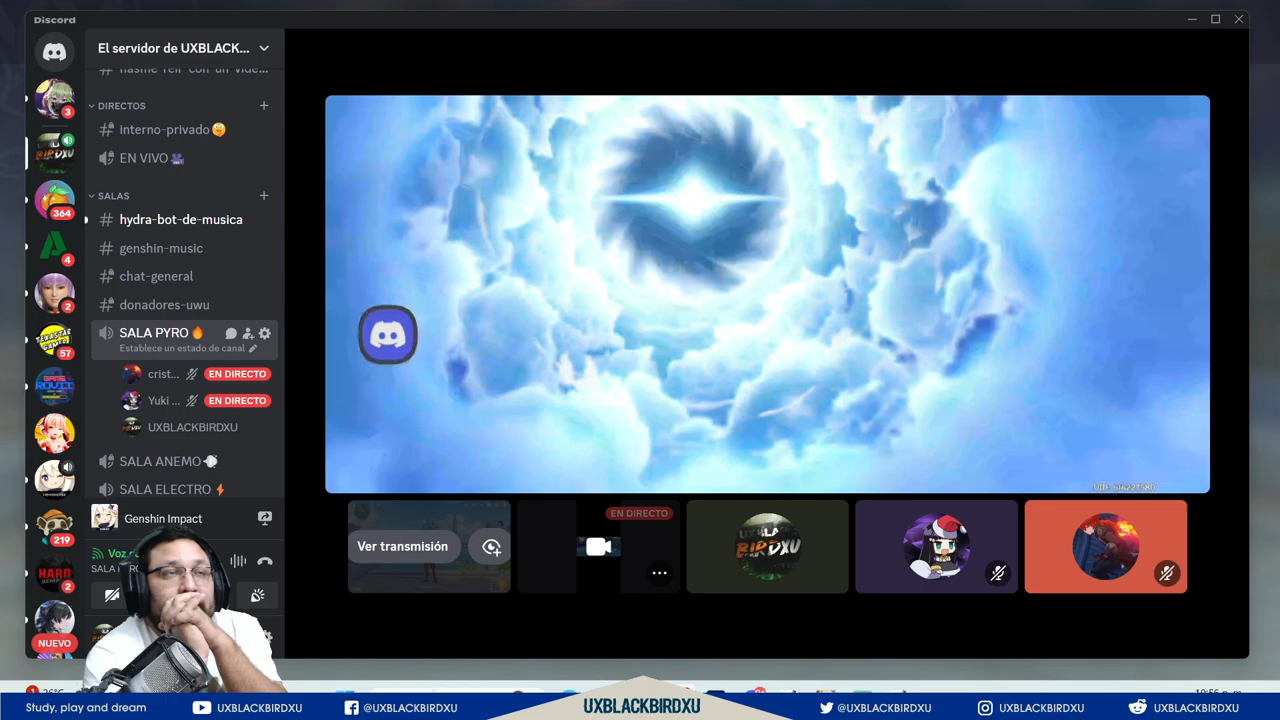 Discord
El servidor de UXBLACK...
DIRECTOS
interno-privado
EN VIVO
SALAS
hydra-bot-de-musica
genshin-music
chat-general
donadores-uwu
SALA PYRO
Establece un estado de canal
crist...
EN DIRECTO
Yuki ...
EN DIRECTO
UXBLACKBIRDXU
SALA ANEMO
SALA ELECTRO
Genshin Impact
3
364
4
2
57
219
2
NUEVO
Ver transmisión
EN DIRECTO
Study, play and dream
UXBLACKBIRDXU
@UXBLACKBIRDXU
UXBLACKBIRDXU
@UXBLACKBIRDXU
UXBLACKBIRDXU
UXBLACKBIRDXU